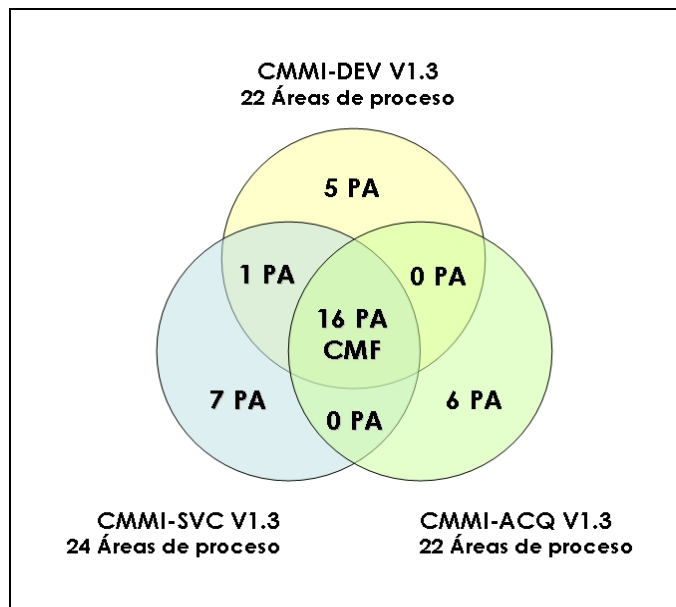 CMMI-DEV V1.3
22 Áreas de proceso
5 PA
1 PA
0 PA
16 PA
CMF
7 PA
0 PA
6 PA
CMMI-SVC V1.3
24 Áreas de proceso
CMMI-ACQ V1.3
22 Áreas de proceso